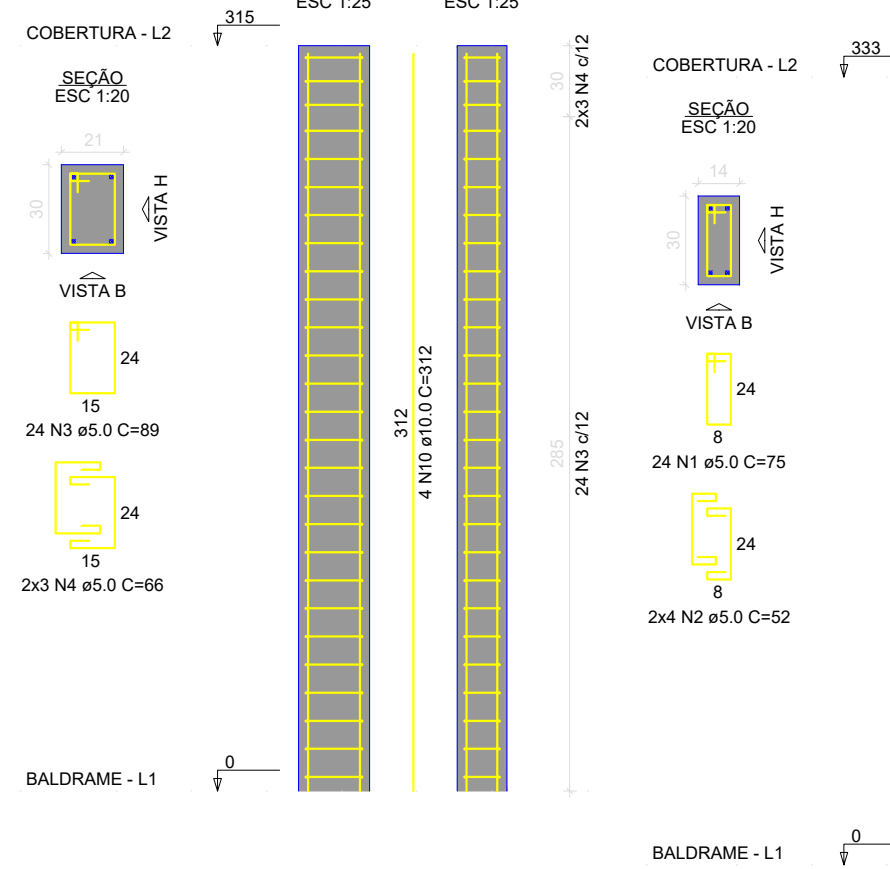 ESC 1:25
ESC 1:25
COBERTURA - L2
315
SEÇÃO
ESC 1:20
21
30
VISTA H
VISTA B
24
15
24 N3 ø5.0 C=89
24
15
2x3 N4 ø5.0 C=66
BALDRAME - L1
0
312
4 N10 ø10.0 C=312
30
2x3 N4 c/12
285
24 N3 c/12
COBERTURA - L2
333
SEÇÃO
ESC 1:20
14
30
VISTA H
VISTA B
24
8
24 N1 ø5.0 C=75
24
8
2x4 N2 ø5.0 C=52
BALDRAME - L1
0